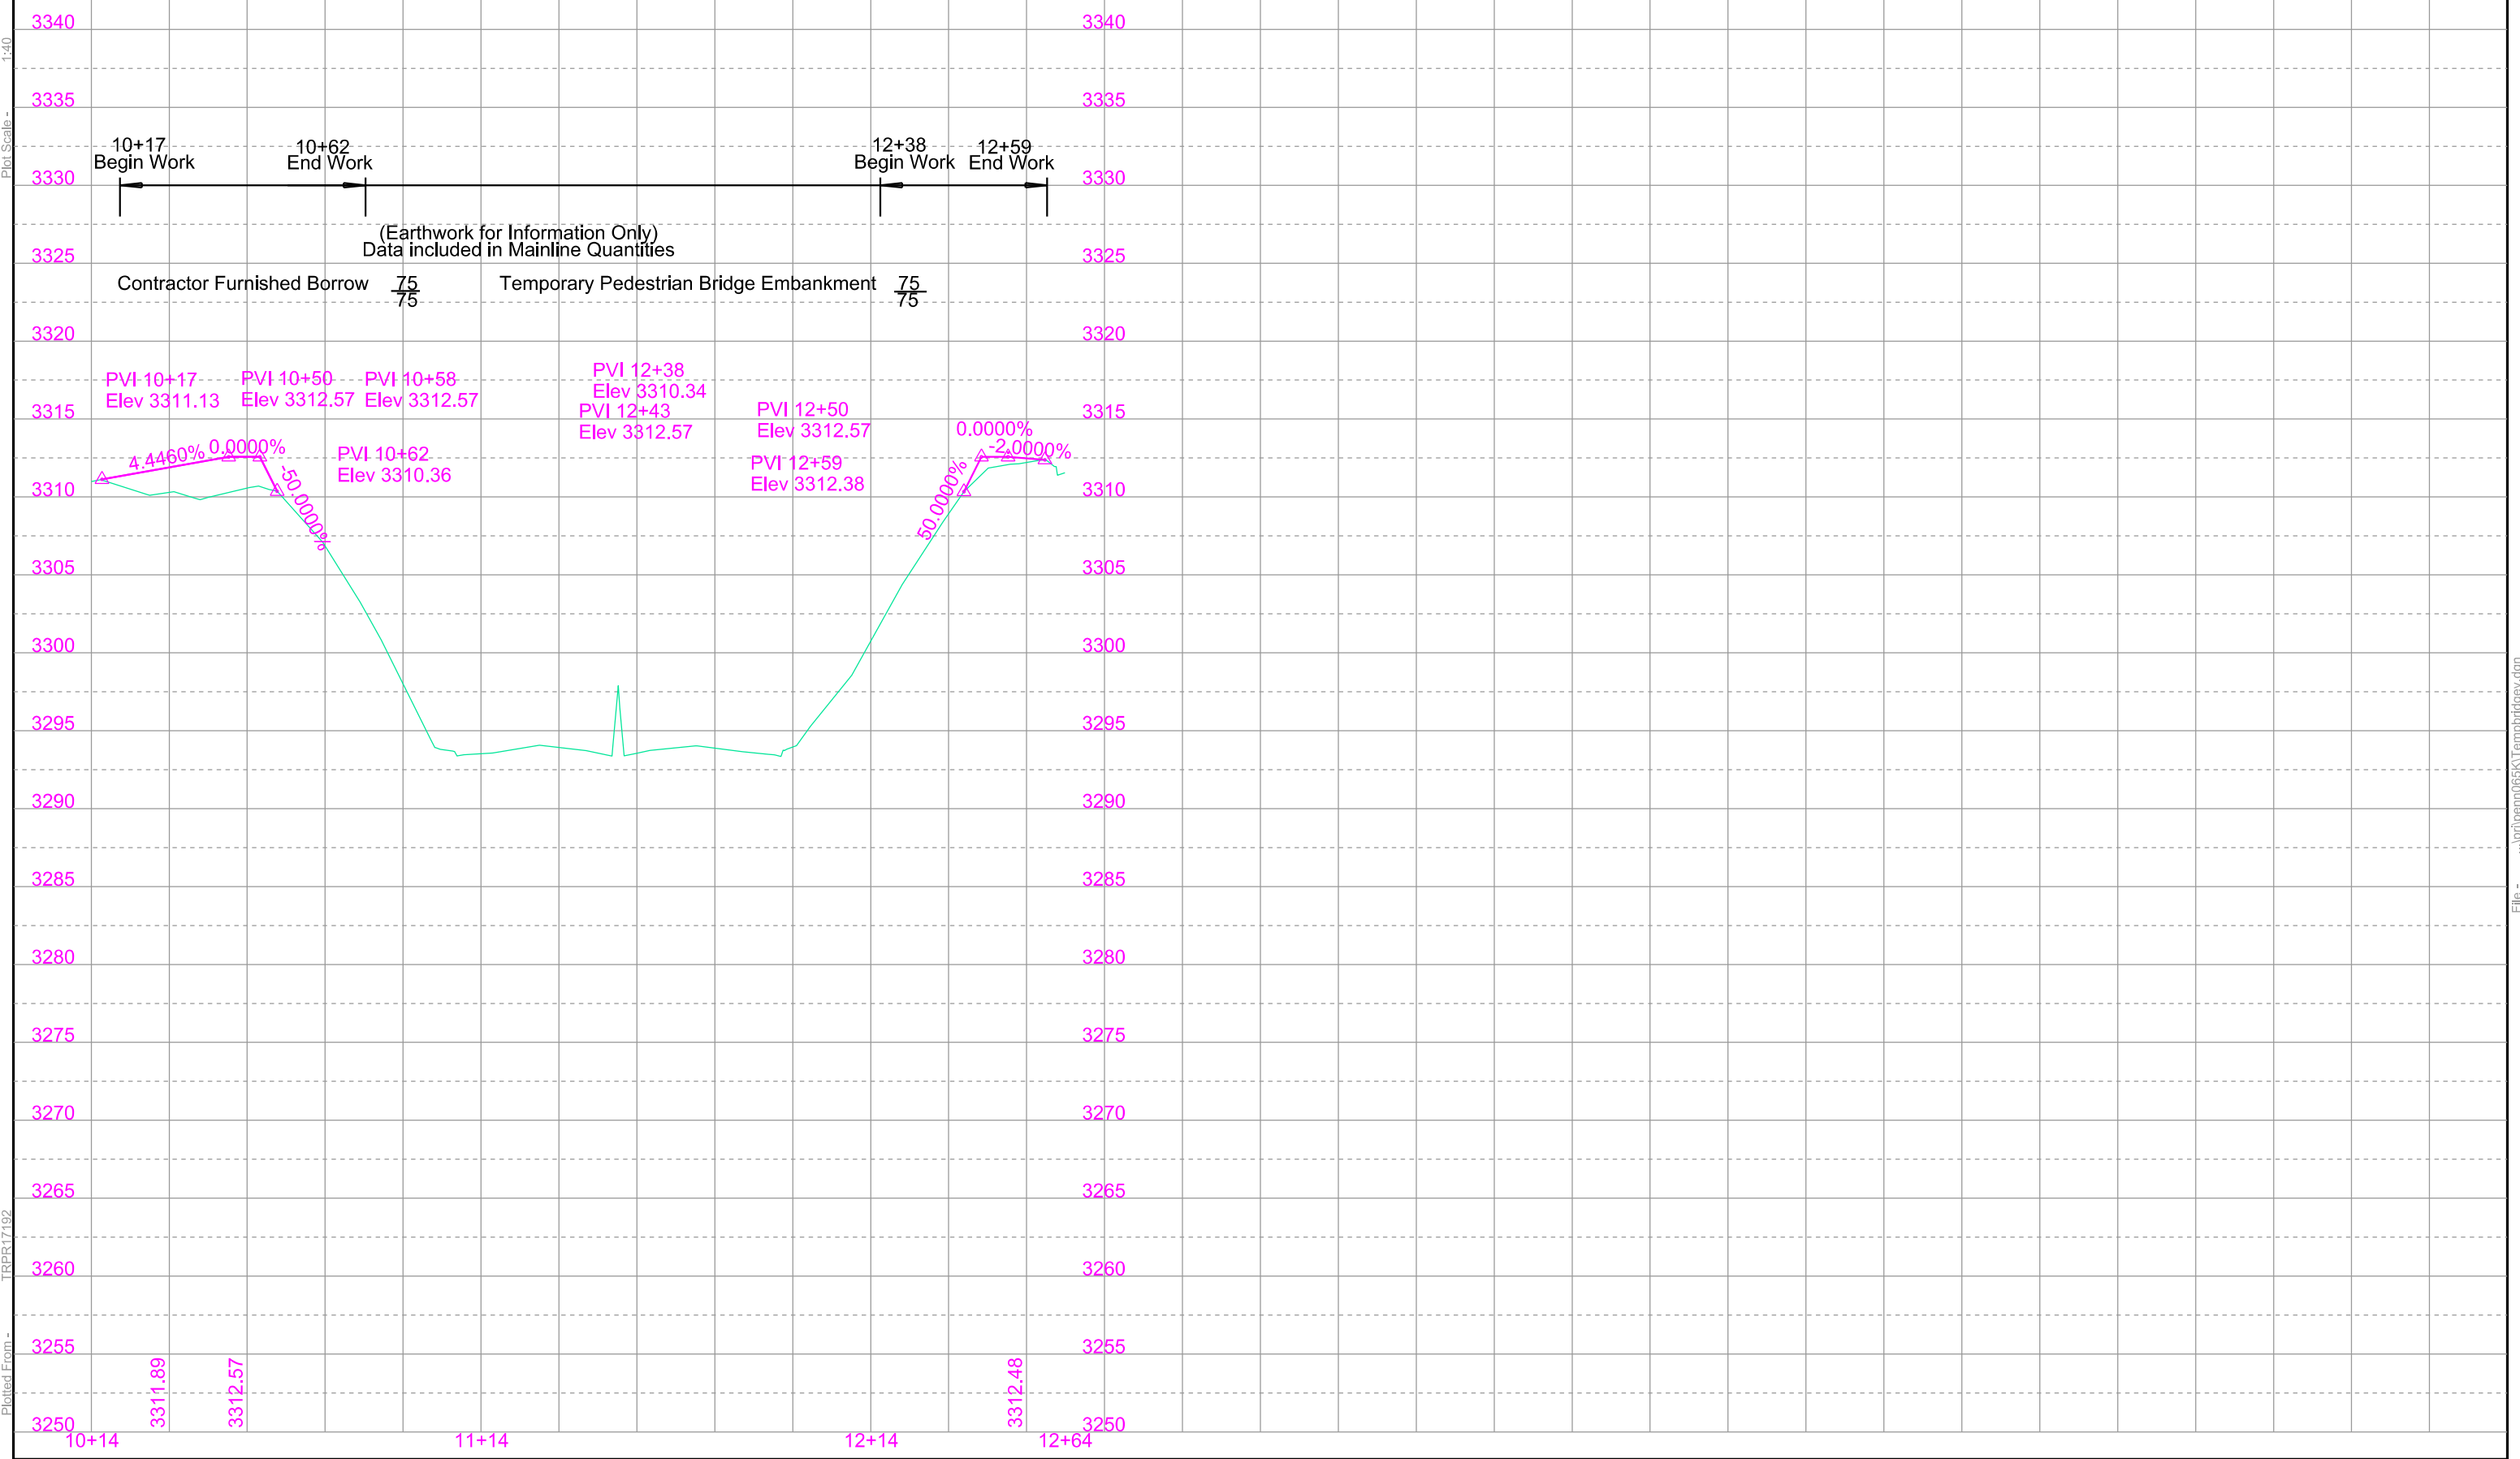 3340 3340
3335 3335
10+17 10+62 12+38 12+59
Begin Work End Work Begin Work End Work
3330 3330
(Earthwork for Information Only)
Data included in Mainline Quantities
3325 3325
Contractor Furnished Borrow 75 Temporary Pedestrian Bridge Embankment 75
75 75
3320 3320
PVI 10+17 PVI 10+50 PVI 10+58 PVI 12+38
Elev 3311.13 Elev 3312.57 Elev 3312.57 Elev 3310.34
3315 3315
PVI 12+43 PVI 12+50
Elev 3312.57 Elev 3312.57
0.0000%
4.4460% 0.0000% -2.0000%
PVI 10+62 PVI 12+59
Elev 3310.36 Elev 3312.38
-50.0000% 50.0000%
3310 3310
3305 3305
3300 3300
3295 3295
3290 3290
3285 3285
3280 3280
3275 3275
3270 3270
3265 3265
3260 3260
3255 3255
3311.89 3312.57 3312.48
3250 3250
10+14 11+14 12+14 12+64
Plot Scale - 1:40
Plotted From - TRPR17192
File - ...\pr\penn065K\Tempbridgev.dgn